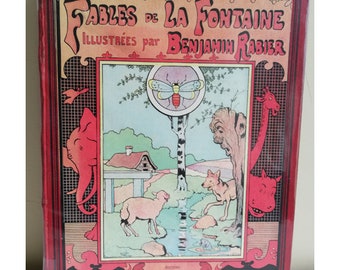 FABLES DE LA FONTAINE
ILLUSTRÉES par BENJAMIN RABIER